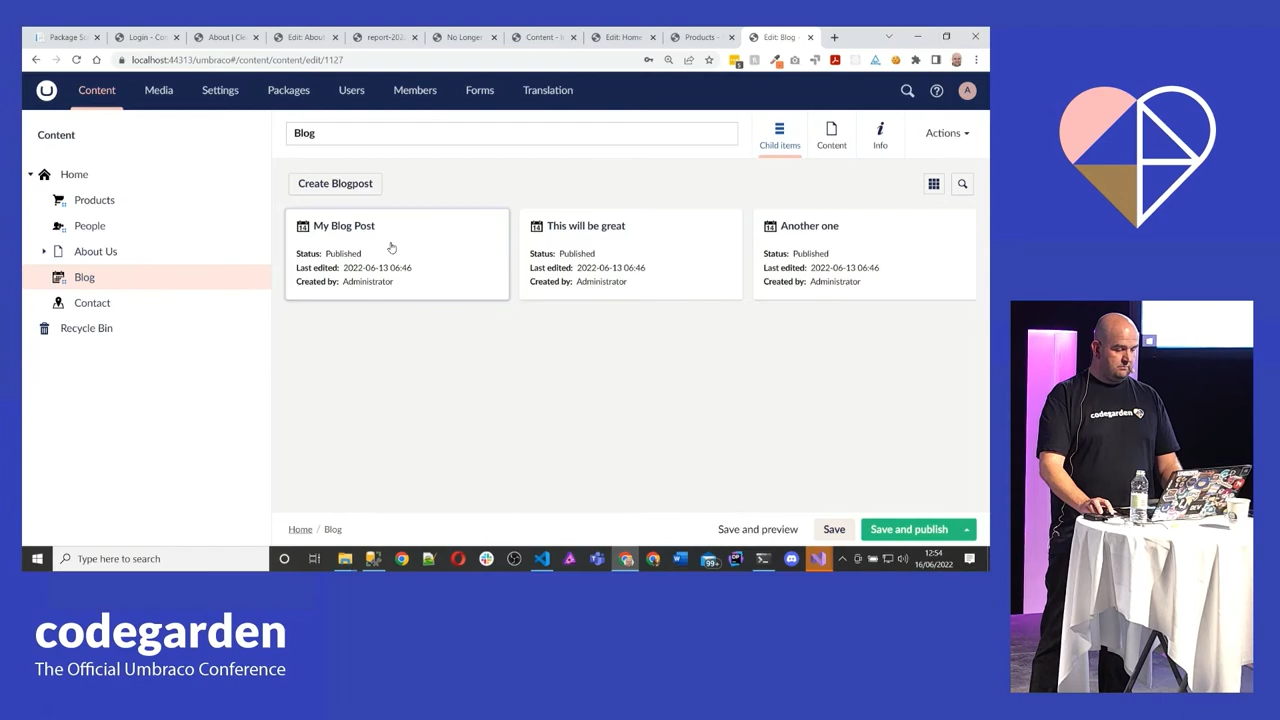 Package Sc
Login - Con
About | Cle
Edit: About
report-202
No Longer
Content - I
Edit: Home
Products -
Edit: Blog -
localhost:44313/umbraco#/content/content/edit/1127
Content
Media
Settings
Packages
Users
Members
Forms
Translation
A
Content
Blog
Child items
Content
Info
Actions
Home
Products
People
About Us
Blog
Contact
Recycle Bin
Create Blogpost
14 My Blog Post
Status: Published
Last edited: 2022-06-13 06:46
Created by: Administrator
14 This will be great
Status: Published
Last edited: 2022-06-13 06:46
Created by: Administrator
14 Another one
Status: Published
Last edited: 2022-06-13 06:46
Created by: Administrator
Home / Blog
Save and preview
Save
Save and publish
Type here to search
99+
12:54
16/06/2022
codegarden
codegarden
The Official Umbraco Conference